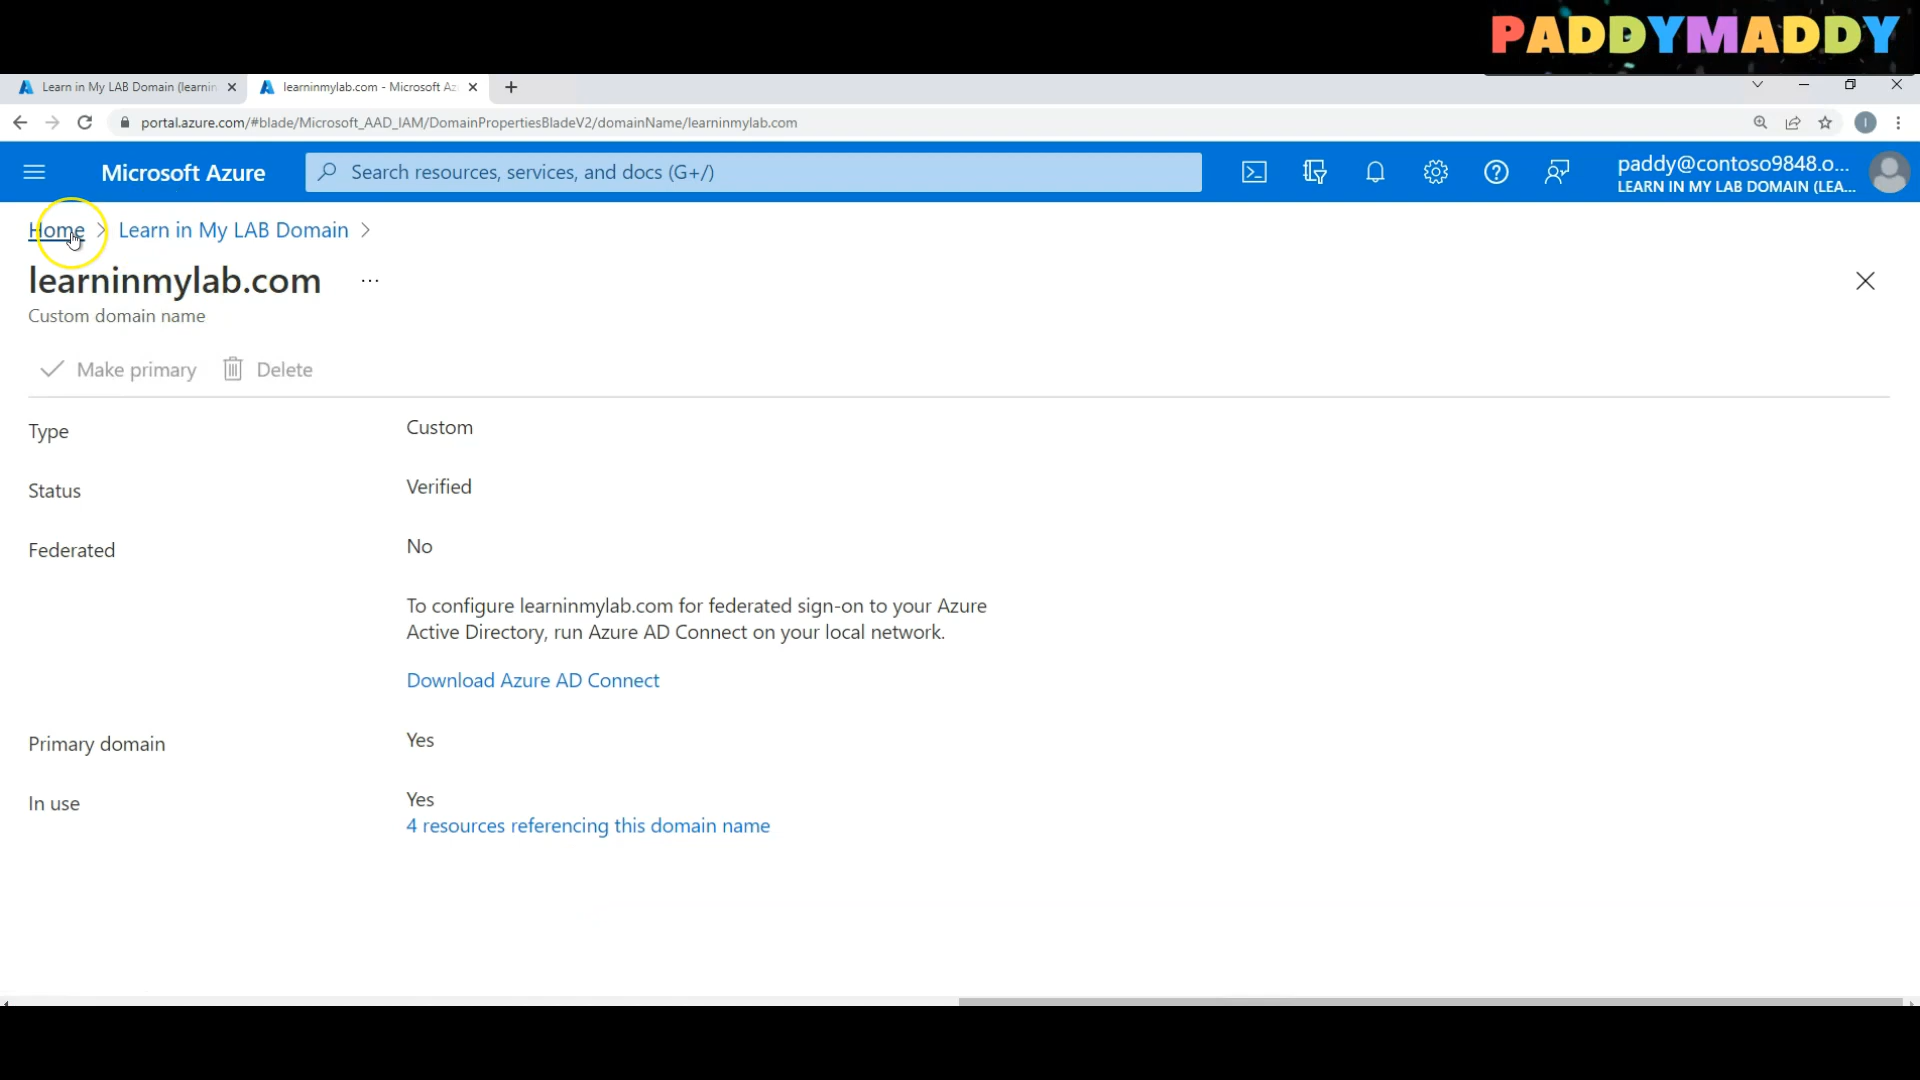 PADDYMADDY
Learn in My LAB Domain (learnin
learninmylab.com - Microsoft Az
portal.azure.com/#blade/Microsoft_AAD_IAM/DomainPropertiesBladeV2/domainName/learninmylab.com
I
Microsoft Azure
Search resources, services, and docs (G+/)
paddy@contoso9848.o...
LEARN IN MY LAB DOMAIN (LEA...
Home > Learn in My LAB Domain >
learninmylab.com ...
Custom domain name
Make primary Delete
Type Custom
Status Verified
Federated No
To configure learninmylab.com for federated sign-on to your Azure
Active Directory, run Azure AD Connect on your local network.
Download Azure AD Connect
Primary domain Yes
In use Yes
4 resources referencing this domain name